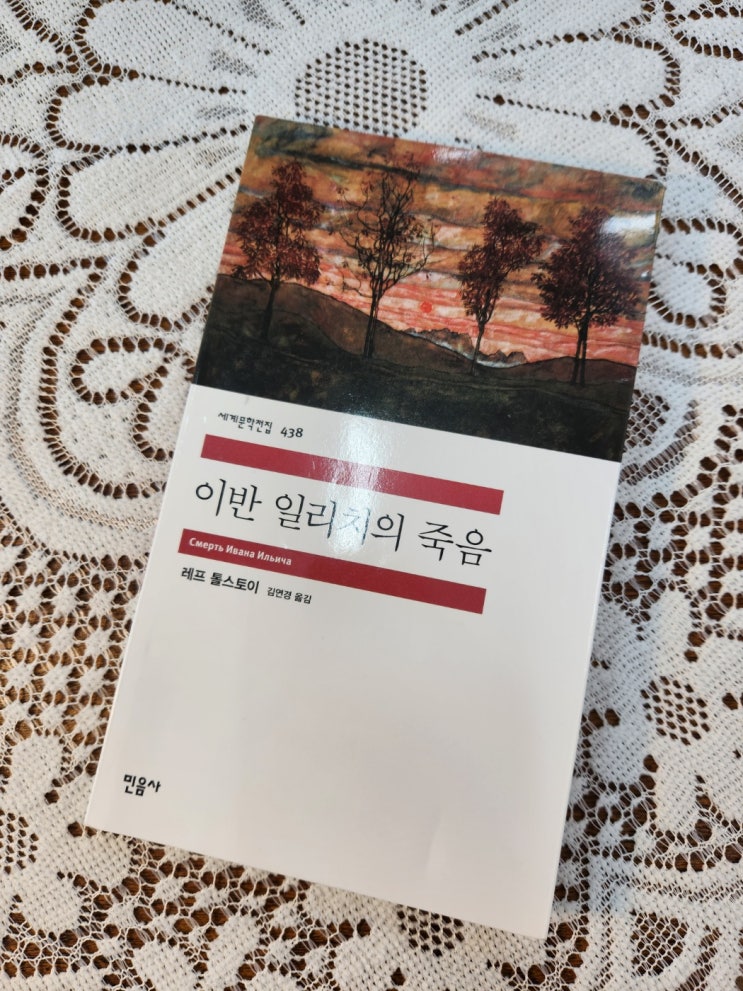 세계문학전집 438
이반 일리치의 죽음
Смерть Ивана Ильича
레프 톨스토이 김연경 옮김
민음사